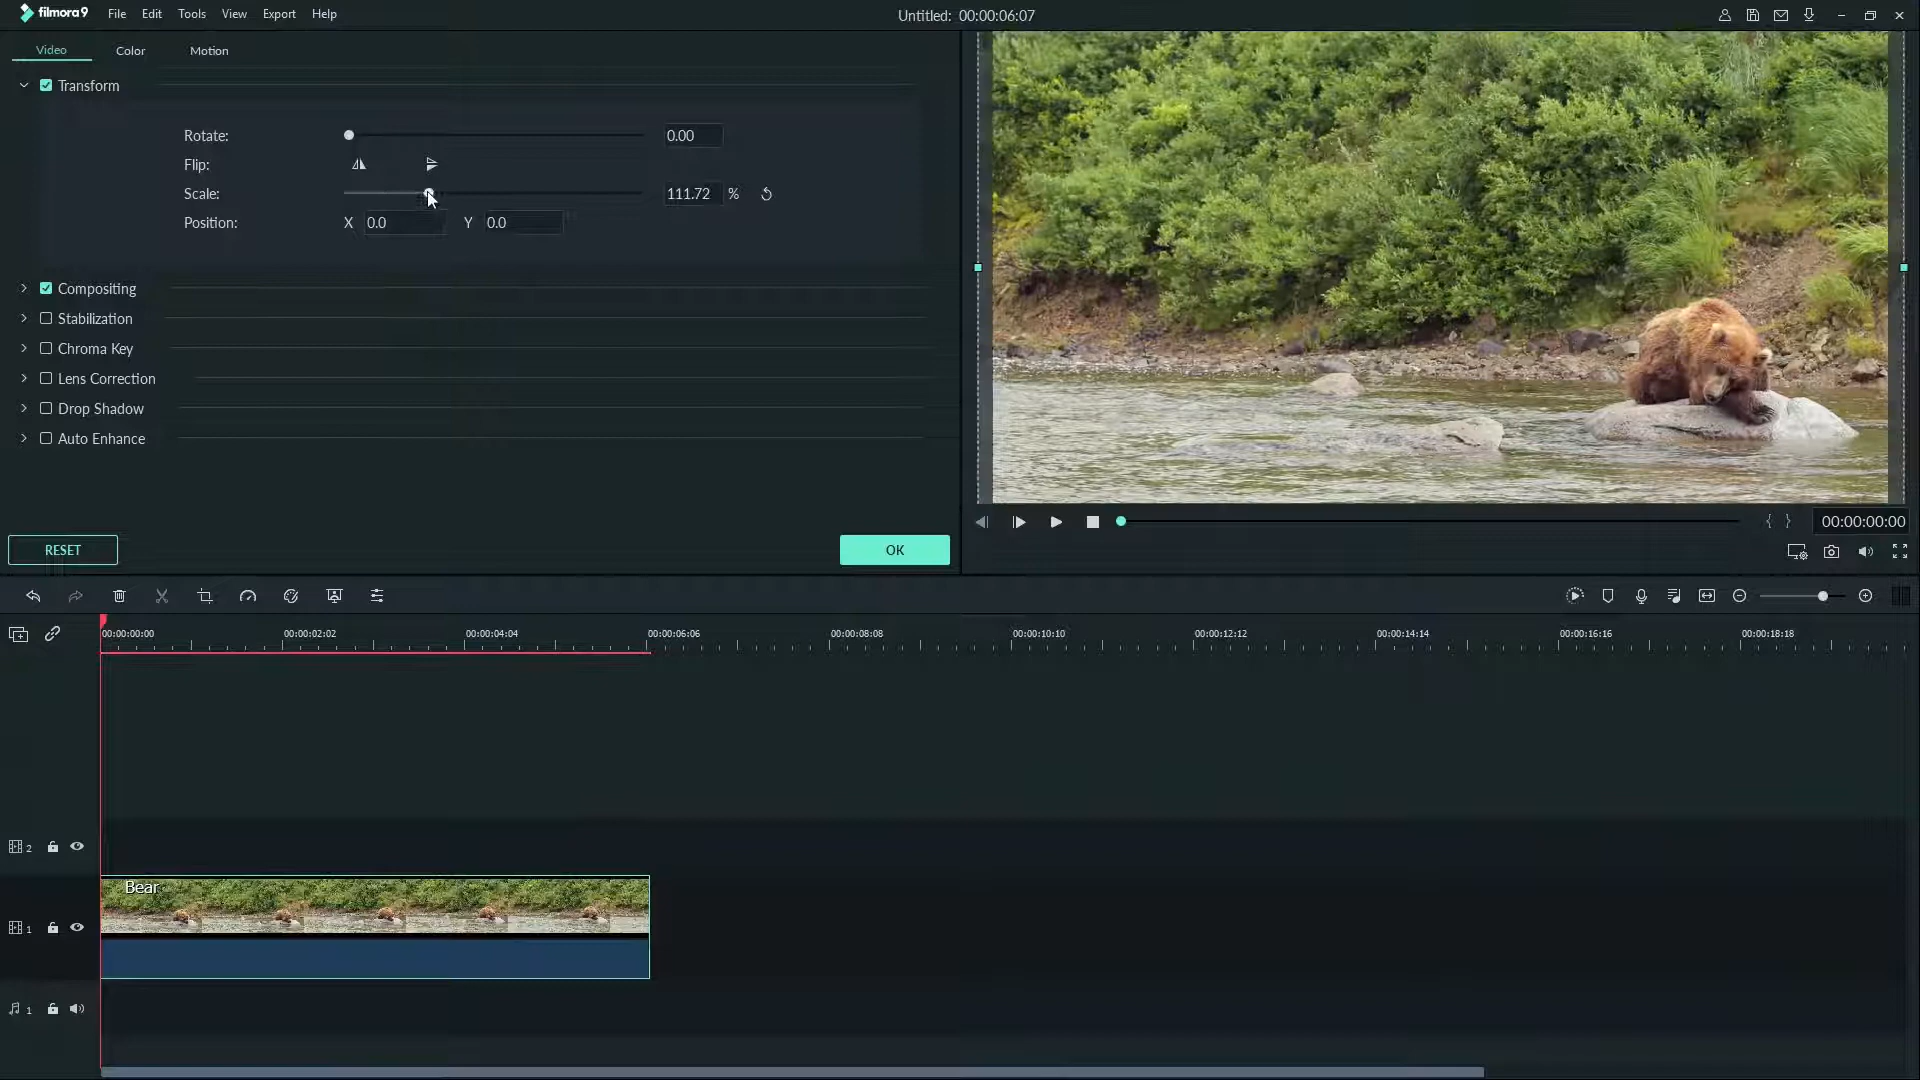 filmora9 File Edit Tools View Export Help Untitled: 00:00:06:07
Video Color Motion
Transform
Rotate: 0.00
Flip:
Scale: 111.72 %
Position: X 0.0 Y 0.0
Compositing
Stabilization
Chroma Key
Lens Correction
Drop Shadow
Auto Enhance
RESET OK
00:00:00:00
00:00:00:00 00:00:02:02 00:00:04:04 00:00:06:06 00:00:08:08 00:00:10:10 00:00:12:12 00:00:14:14 00:00:16:16 00:00:18:18
2
Bear
1
1